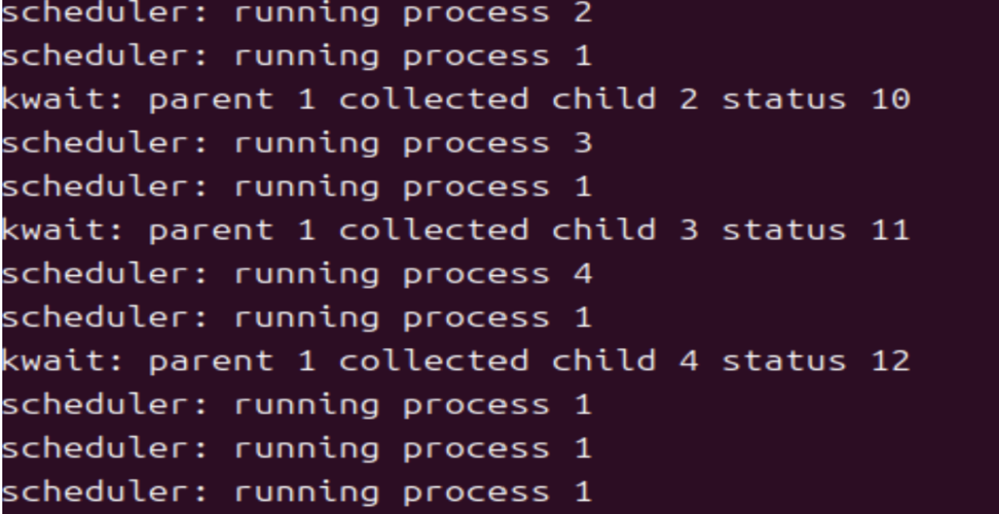 scheduler: running process 2
scheduler: running process 1
kwait: parent 1 collected child 2 status 10
scheduler: running process 3
scheduler: running process 1
kwait: parent 1 collected child 3 status 11
scheduler: running process 4
scheduler: running process 1
kwait: parent 1 collected child 4 status 12
scheduler: running process 1
scheduler: running process 1
scheduler: running process 1